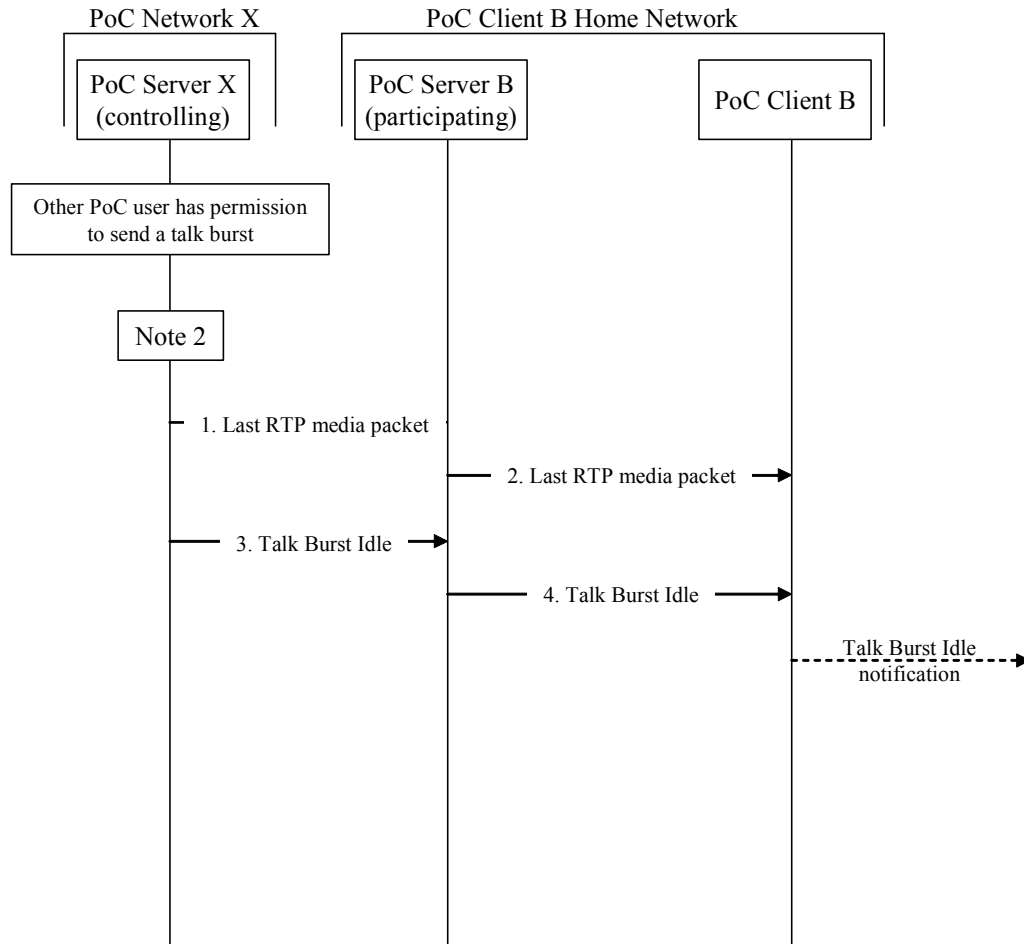 PoC Network X
PoC Client B Home Network
PoC Server X
(controlling)
PoC Server B
(participating)
PoC Client B
Other PoC user has permission
to send a talk burst
Note 2
1. Last RTP media packet
2. Last RTP media packet
3. Talk Burst Idle
4. Talk Burst Idle
Talk Burst Idle
notification